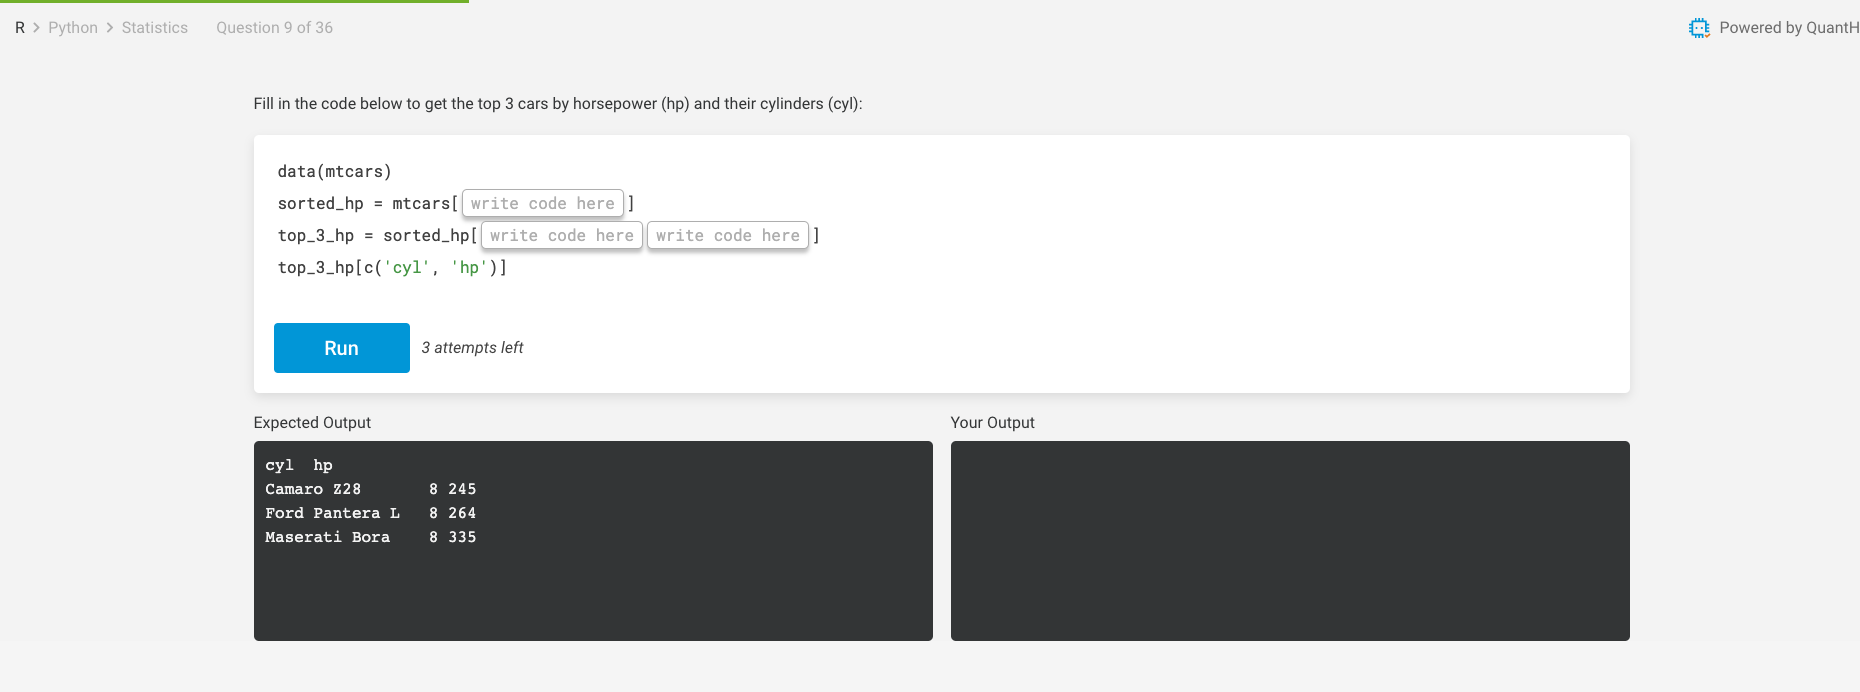 R > Python > Statistics Question 9 of 36
Powered by QuantH
Fill in the code below to get the top 3 cars by horsepower (hp) and their cylinders (cyl):
data(mtcars)
sorted_hp = mtcars[ write code here ]
top_3_hp = sorted_hp[ write code here write code here ]
top_3_hp[c('cyl', 'hp')]
Run 3 attempts left
Expected Output
cyl hp
Camaro Z28 8 245
Ford Pantera L 8 264
Maserati Bora 8 335
Your Output